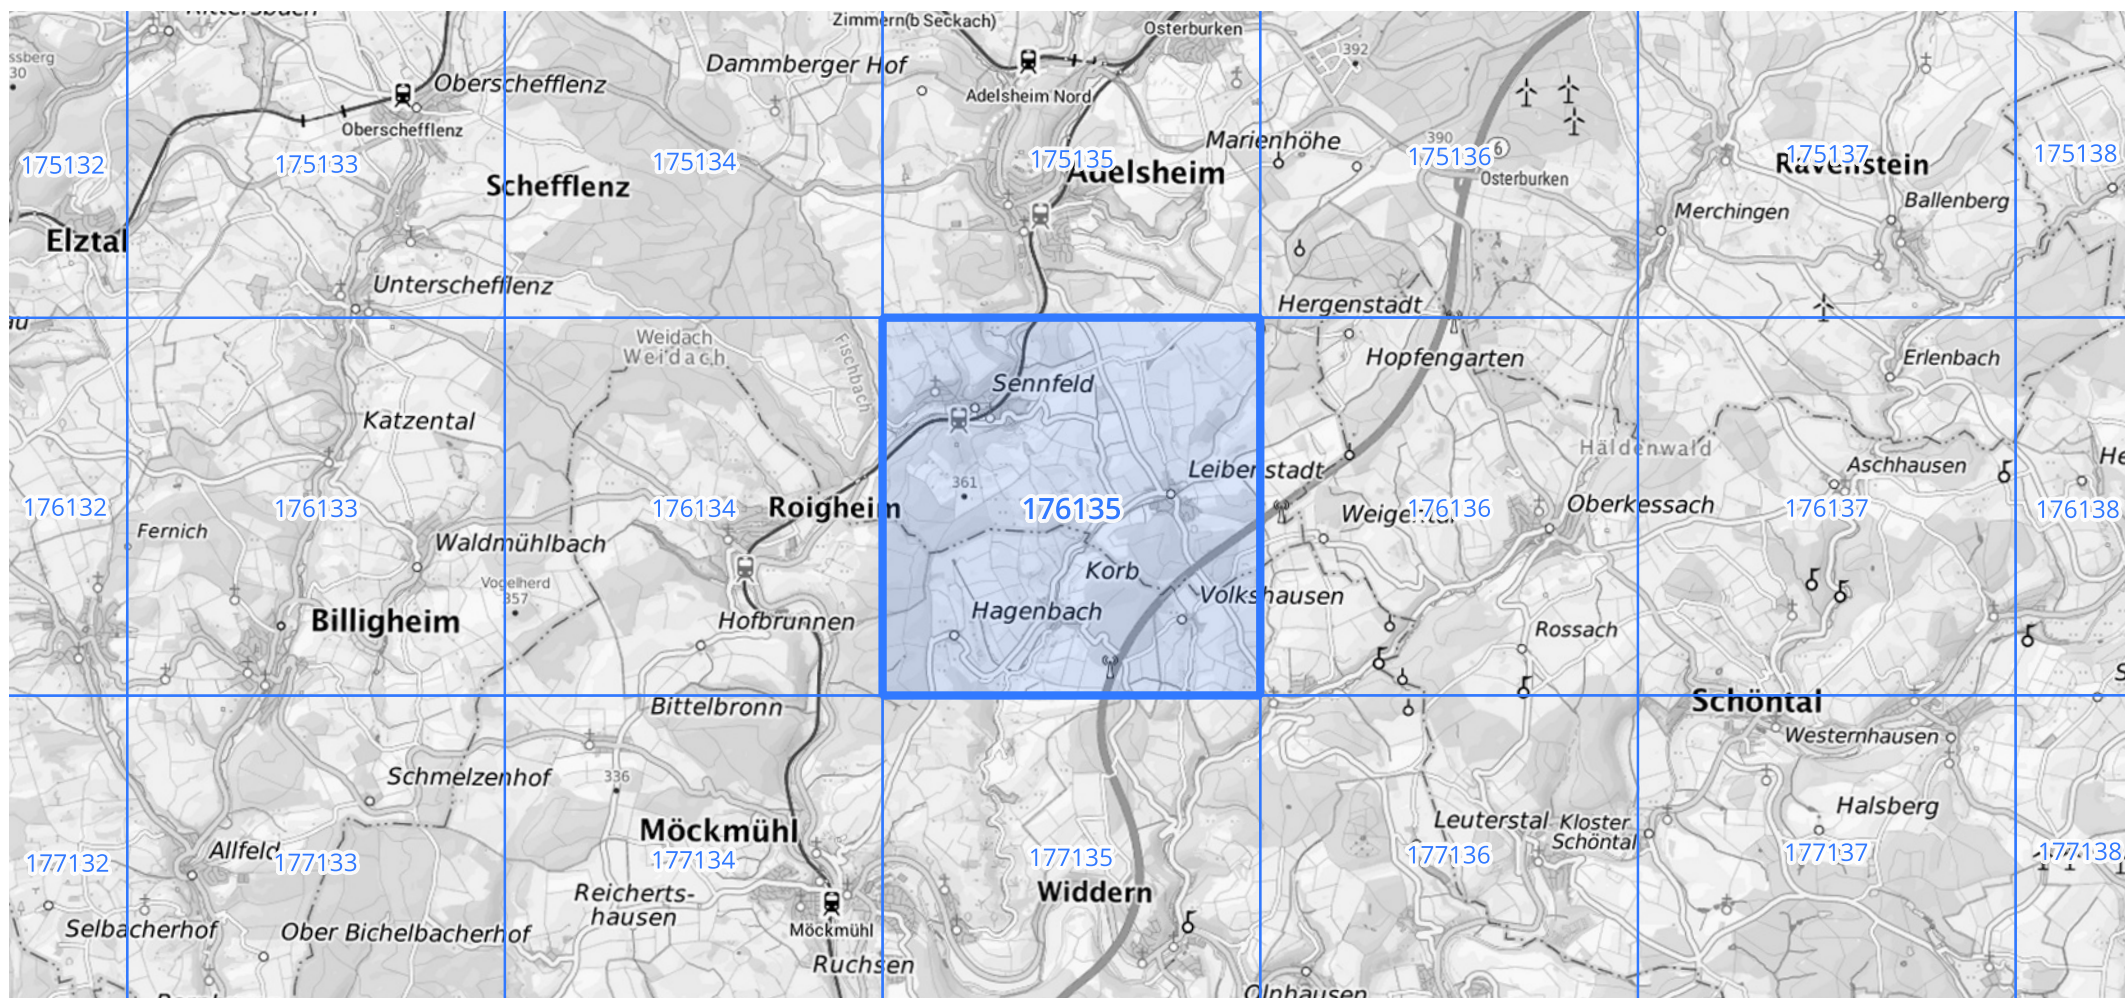 Zimmern(b Seckach)
Osterburken
392
30
Dammberger Hof
Oberschefflenz
Adelsheim Nord
Oberschefflenz
Marienhöhe
390
6
175132
175133
175134
175135
175136
175137
175138
Schefflenz
Adelsheim
Osterburken
Ravenstein
Merchingen
Ballenberg
Elztal
Unterschefflenz
Hergenstadt
Weidach
Weidach
Fischbach
Hopfengarten
Erlenbach
Sennfeld
Katzental
Häldenwald
Leibenstadt
Aschhausen
361
176132
176133
176134
Roigheim
176135
Weigental
176136
Oberkessach
176137
176138
Fernich
Waldmühlbach
Korb
Vogelherd
357
Volkshausen
Billigheim
Hofbrunnen
Hagenbach
Rossach
Bittelbronn
Schöntal
Westernhausen
Schmelzenhof
336
Halsberg
Möckmühl
Leuterstal
Kloster
Schöntal
Allfeld
177132
177133
177134
177135
177136
177137
177138
Reicherts-
hausen
Widdern
Selbacherhof
Ober Bichelbacherhof
Möckmühl
Ruchsen
Olnhausen